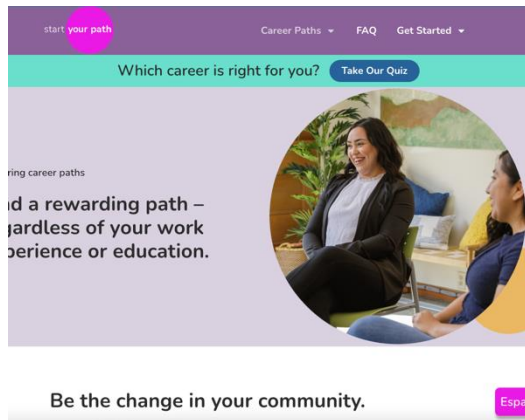 start your path
Career Paths FAQ Get Started
Which career is right for you? Take Our Quiz
ring career paths
d a rewarding path –
gardless of your work
perience or education.
Be the change in your community.
Espa